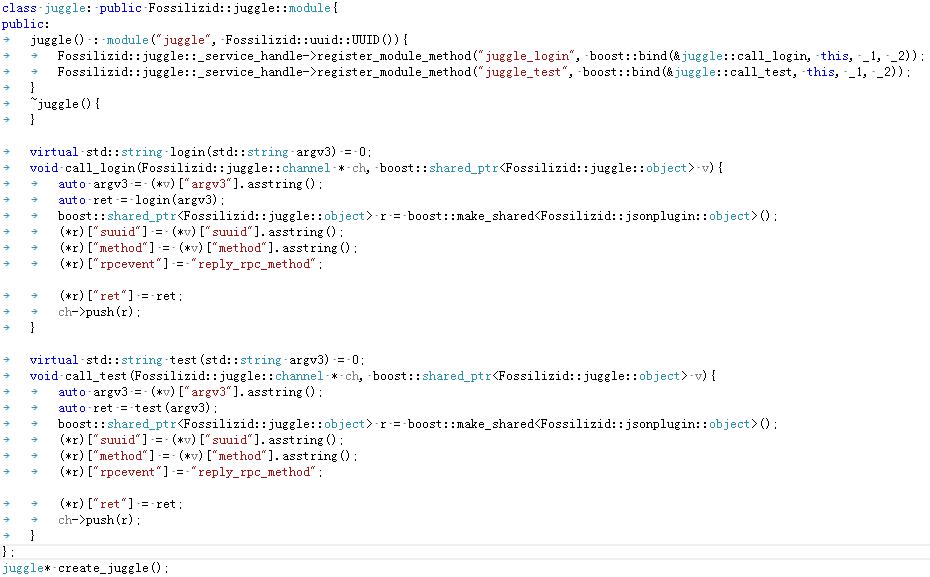 class juggle: public Fossilizid::juggle::module{
public:
juggle() : module("juggle", Fossilizid::uuid::UUID()){
Fossilizid::juggle::_service_handle->register_module_method("juggle_login", boost::bind(&juggle::call_login, this, _1, _2));
Fossilizid::juggle::_service_handle->register_module_method("juggle_test", boost::bind(&juggle::call_test, this, _1, _2));
}
~juggle(){
}
virtual std::string login(std::string argv3) = 0;
void call_login(Fossilizid::juggle::channel * ch, boost::shared_ptr<Fossilizid::juggle::object> v){
auto argv3 = (*v)["argv3"].asstring();
auto ret = login(argv3);
boost::shared_ptr<Fossilizid::juggle::object> r = boost::make_shared<Fossilizid::jsonplugin::object>();
(*r)["suuid"] = (*v)["suuid"].asstring();
(*r)["method"] = (*v)["method"].asstring();
(*r)["rpcevent"] = "reply_rpc_method";
(*r)["ret"] = ret;
ch->push(r);
}
virtual std::string test(std::string argv3) = 0;
void call_test(Fossilizid::juggle::channel * ch, boost::shared_ptr<Fossilizid::juggle::object> v){
auto argv3 = (*v)["argv3"].asstring();
auto ret = test(argv3);
boost::shared_ptr<Fossilizid::juggle::object> r = boost::make_shared<Fossilizid::jsonplugin::object>();
(*r)["suuid"] = (*v)["suuid"].asstring();
(*r)["method"] = (*v)["method"].asstring();
(*r)["rpcevent"] = "reply_rpc_method";
(*r)["ret"] = ret;
ch->push(r);
}
};
juggle* create_juggle();